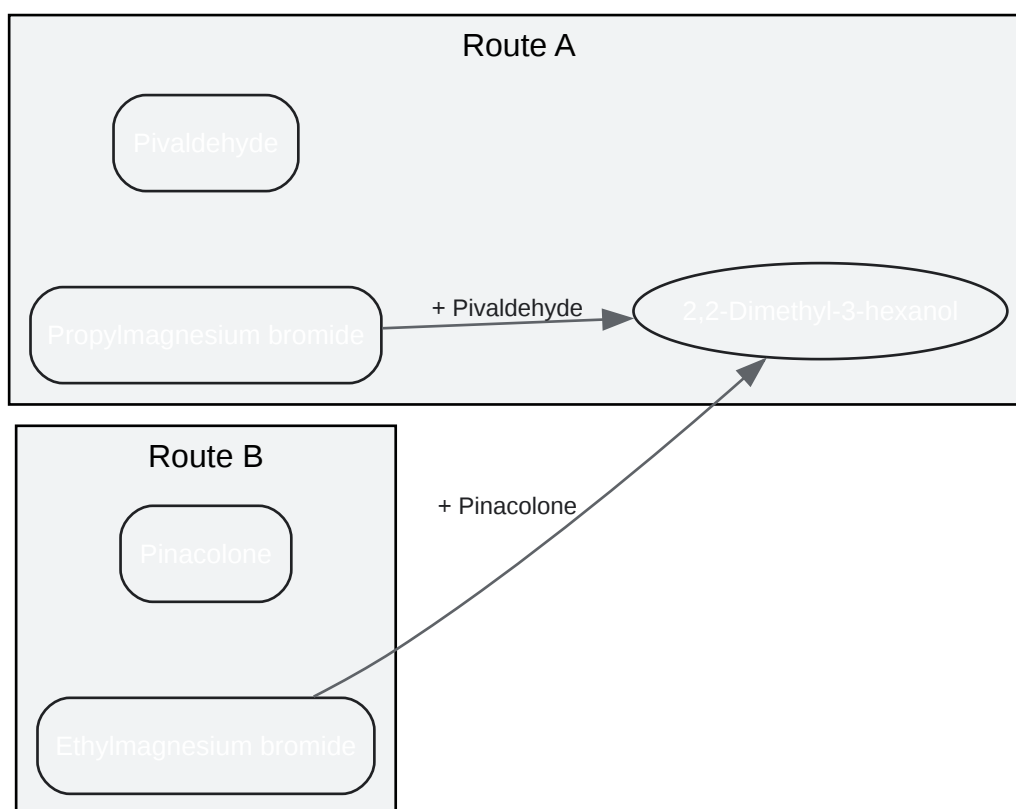 Route A
Pivaldehyde
+ Pivaldehyde
Propylmagnesium bromide
2,2-Dimethyl-3-hexanol
Route B
+ Pinacolone
Pinacolone
Ethylmagnesium bromide